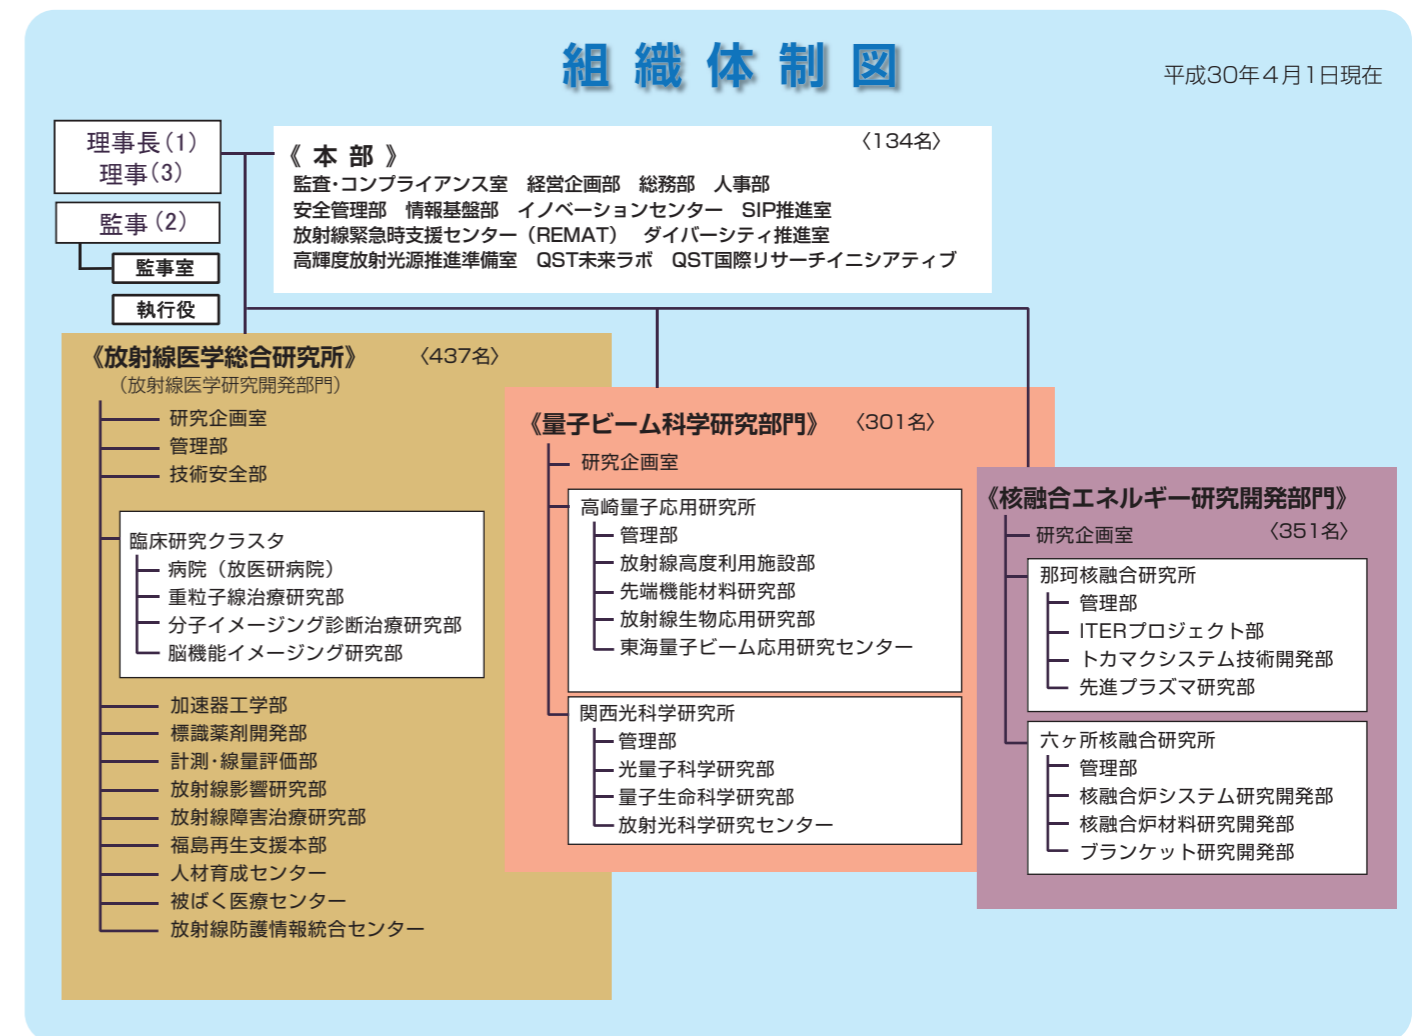 組織体制図
平成30年4月1日現在
理事長(1)
理事(3)
監事(2)
監事室
執行役
《本部》 〈134名〉
監査・コンプライアンス室 経営企画部 総務部 人事部
安全管理部 情報基盤部 イノベーションセンター SIP推進室
放射線緊急時支援センター（REMAT） ダイバーシティ推進室
高輝度放射光源推進準備室 QST未来ラボ QST国際リサーチイニシアティブ
《放射線医学総合研究所》 〈437名〉
（放射線医学研究開発部門）
研究企画室
管理部
技術安全部
臨床研究クラスタ
病院（放医研病院）
重粒子線治療研究部
分子イメージング診断治療研究部
脳機能イメージング研究部
加速器工学部
標識薬剤開発部
計測・線量評価部
放射線影響研究部
放射線障害治療研究部
福島再生支援本部
人材育成センター
被ばく医療センター
放射線防護情報統合センター
《量子ビーム科学研究部門》 〈301名〉
研究企画室
高崎量子応用研究所
管理部
放射線高度利用施設部
先端機能材料研究部
放射線生物応用研究部
東海量子ビーム応用研究センター
関西光科学研究所
管理部
光量子科学研究部
量子生命科学研究部
放射光科学研究センター
《核融合エネルギー研究開発部門》
研究企画室 〈351名〉
那珂核融合研究所
管理部
ITERプロジェクト部
トカマクシステム技術開発部
先進プラズマ研究部
六ヶ所核融合研究所
管理部
核融合炉システム研究開発部
核融合炉材料研究開発部
ブランケット研究開発部